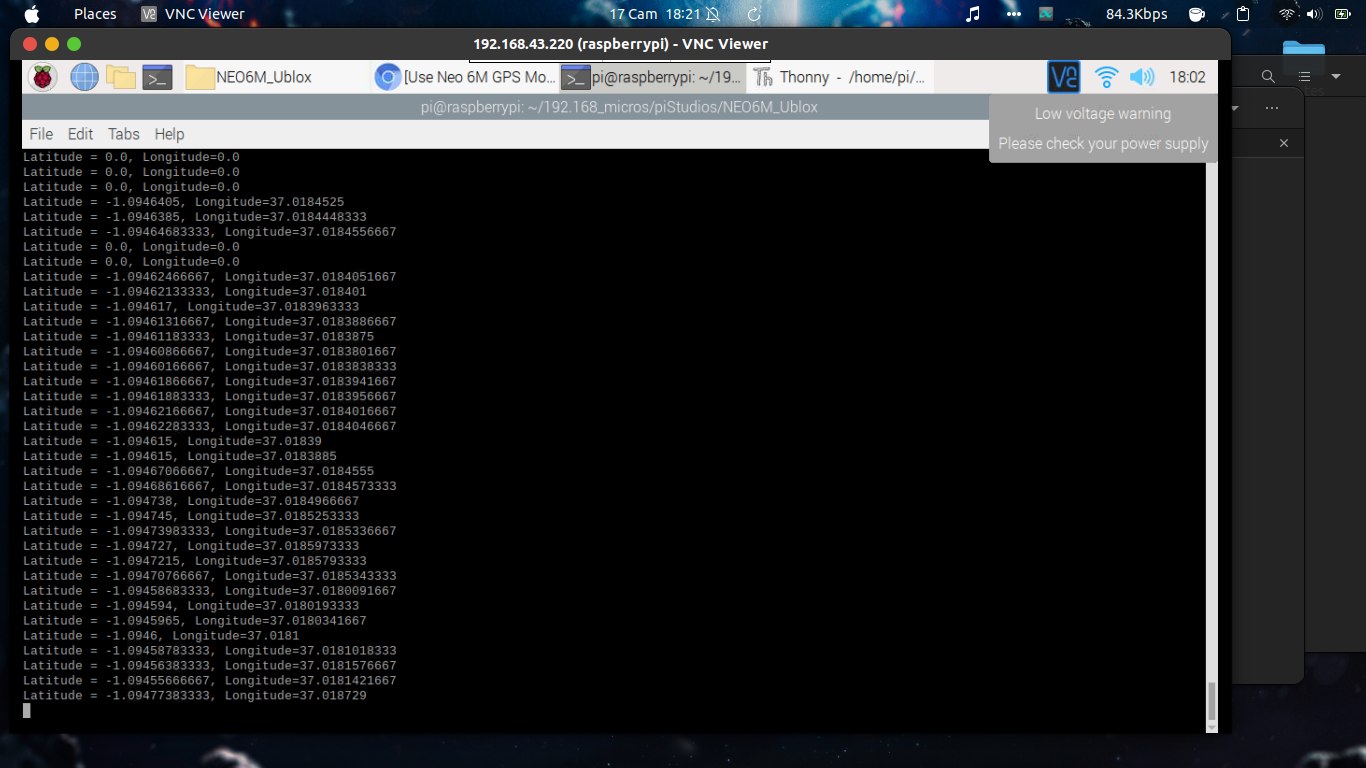 Places VNC Viewer 17 Cam 18:21 84.3Kbps
192.168.43.220 (raspberrypi) - VNC Viewer
NEO6M_Ublox [Use Neo 6M GPS Mo... pi@raspberrypi: ~/19... Thonny - /home/pi/... 18:02
pi@raspberrypi: ~/192.168_micros/piStudios/NEO6M_Ublox
Low voltage warning
Please check your power supply
File Edit Tabs Help
Latitude = 0.0, Longitude=0.0
Latitude = 0.0, Longitude=0.0
Latitude = 0.0, Longitude=0.0
Latitude = -1.0946405, Longitude=37.0184525
Latitude = -1.0946385, Longitude=37.0184448333
Latitude = -1.09464683333, Longitude=37.0184556667
Latitude = 0.0, Longitude=0.0
Latitude = 0.0, Longitude=0.0
Latitude = -1.09462466667, Longitude=37.0184051667
Latitude = -1.09462133333, Longitude=37.018401
Latitude = -1.094617, Longitude=37.0183963333
Latitude = -1.09461316667, Longitude=37.0183886667
Latitude = -1.09461183333, Longitude=37.0183875
Latitude = -1.09460866667, Longitude=37.0183801667
Latitude = -1.09460166667, Longitude=37.0183838333
Latitude = -1.09461866667, Longitude=37.0183941667
Latitude = -1.09461883333, Longitude=37.0183956667
Latitude = -1.09462166667, Longitude=37.0184016667
Latitude = -1.09462283333, Longitude=37.0184046667
Latitude = -1.094615, Longitude=37.01839
Latitude = -1.094615, Longitude=37.0183885
Latitude = -1.09467066667, Longitude=37.0184555
Latitude = -1.09468616667, Longitude=37.0184573333
Latitude = -1.094738, Longitude=37.0184966667
Latitude = -1.094745, Longitude=37.0185253333
Latitude = -1.09473983333, Longitude=37.0185336667
Latitude = -1.094727, Longitude=37.0185973333
Latitude = -1.0947215, Longitude=37.0185793333
Latitude = -1.09470766667, Longitude=37.0185343333
Latitude = -1.09458683333, Longitude=37.0180091667
Latitude = -1.094594, Longitude=37.0180193333
Latitude = -1.0945965, Longitude=37.0180341667
Latitude = -1.0946, Longitude=37.0181
Latitude = -1.09458783333, Longitude=37.0181018333
Latitude = -1.09456383333, Longitude=37.0181576667
Latitude = -1.09455666667, Longitude=37.0181421667
Latitude = -1.09477383333, Longitude=37.018729